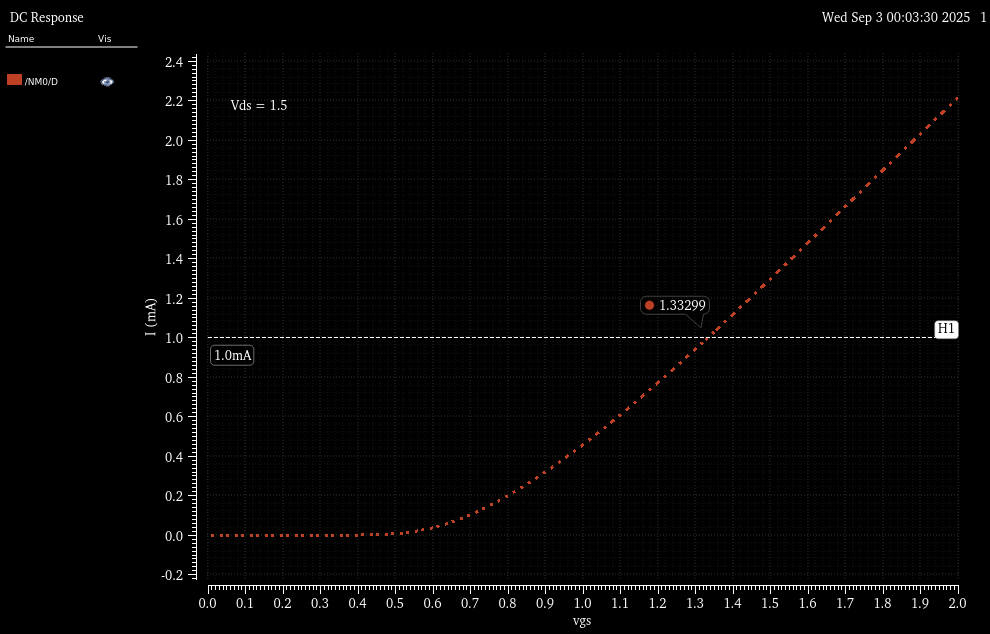 DC Response
Wed Sep 3 00:03:30 2025 1
Name Vis
/NM0/D
Vds = 1.5
I (mA)
2.4
2.2
2.0
1.8
1.6
1.4
1.2
1.0
0.8
0.6
0.4
0.2
0.0
-0.2
1.33299
H1
1.0mA
0.0 0.1 0.2 0.3 0.4 0.5 0.6 0.7 0.8 0.9 1.0 1.1 1.2 1.3 1.4 1.5 1.6 1.7 1.8 1.9 2.0
vgs